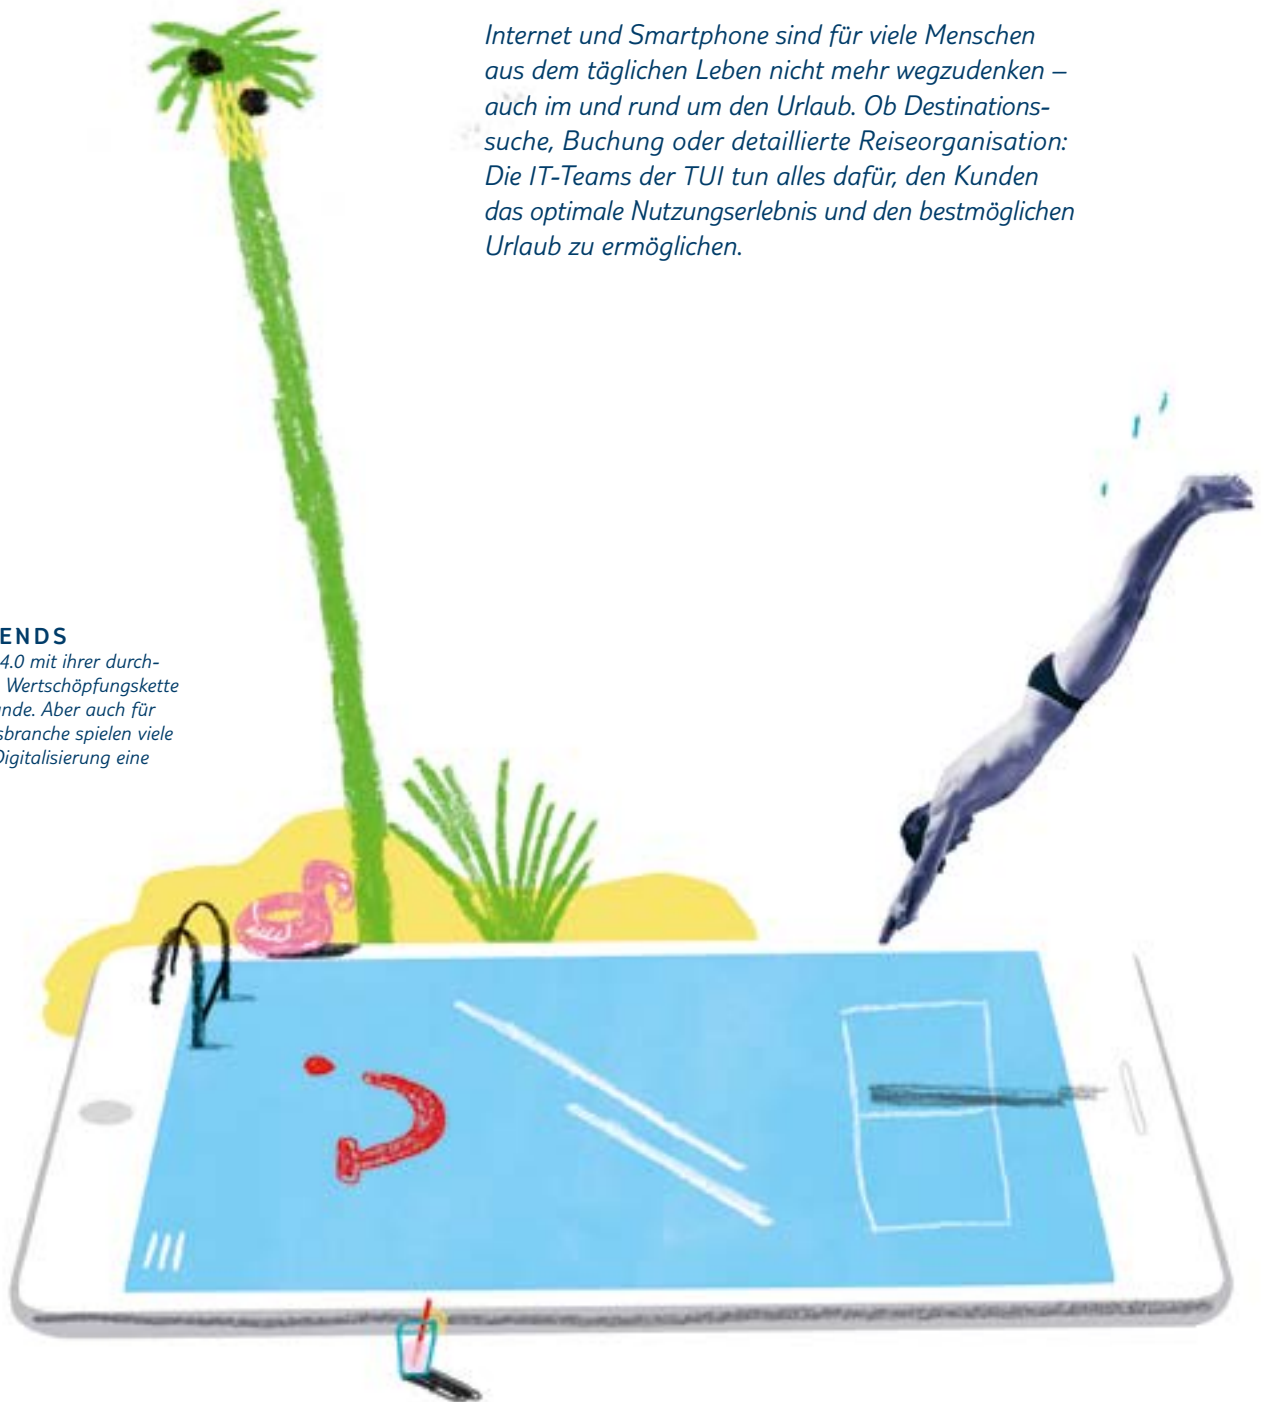 Internet und Smartphone sind für viele Menschen
aus dem täglichen Leben nicht mehr wegzudenken –
auch im und rund um den Urlaub. Ob Destinations-
suche, Buchung oder detaillierte Reiseorganisation:
Die IT-Teams der TUI tun alles dafür, den Kunden
das optimale Nutzungserlebnis und den bestmöglichen
Urlaub zu ermöglichen.
ENDS
4.0 mit ihrer durch-
Wertschöpfungskette
nde. Aber auch für
sbranche spielen viele
Digitalisierung eine